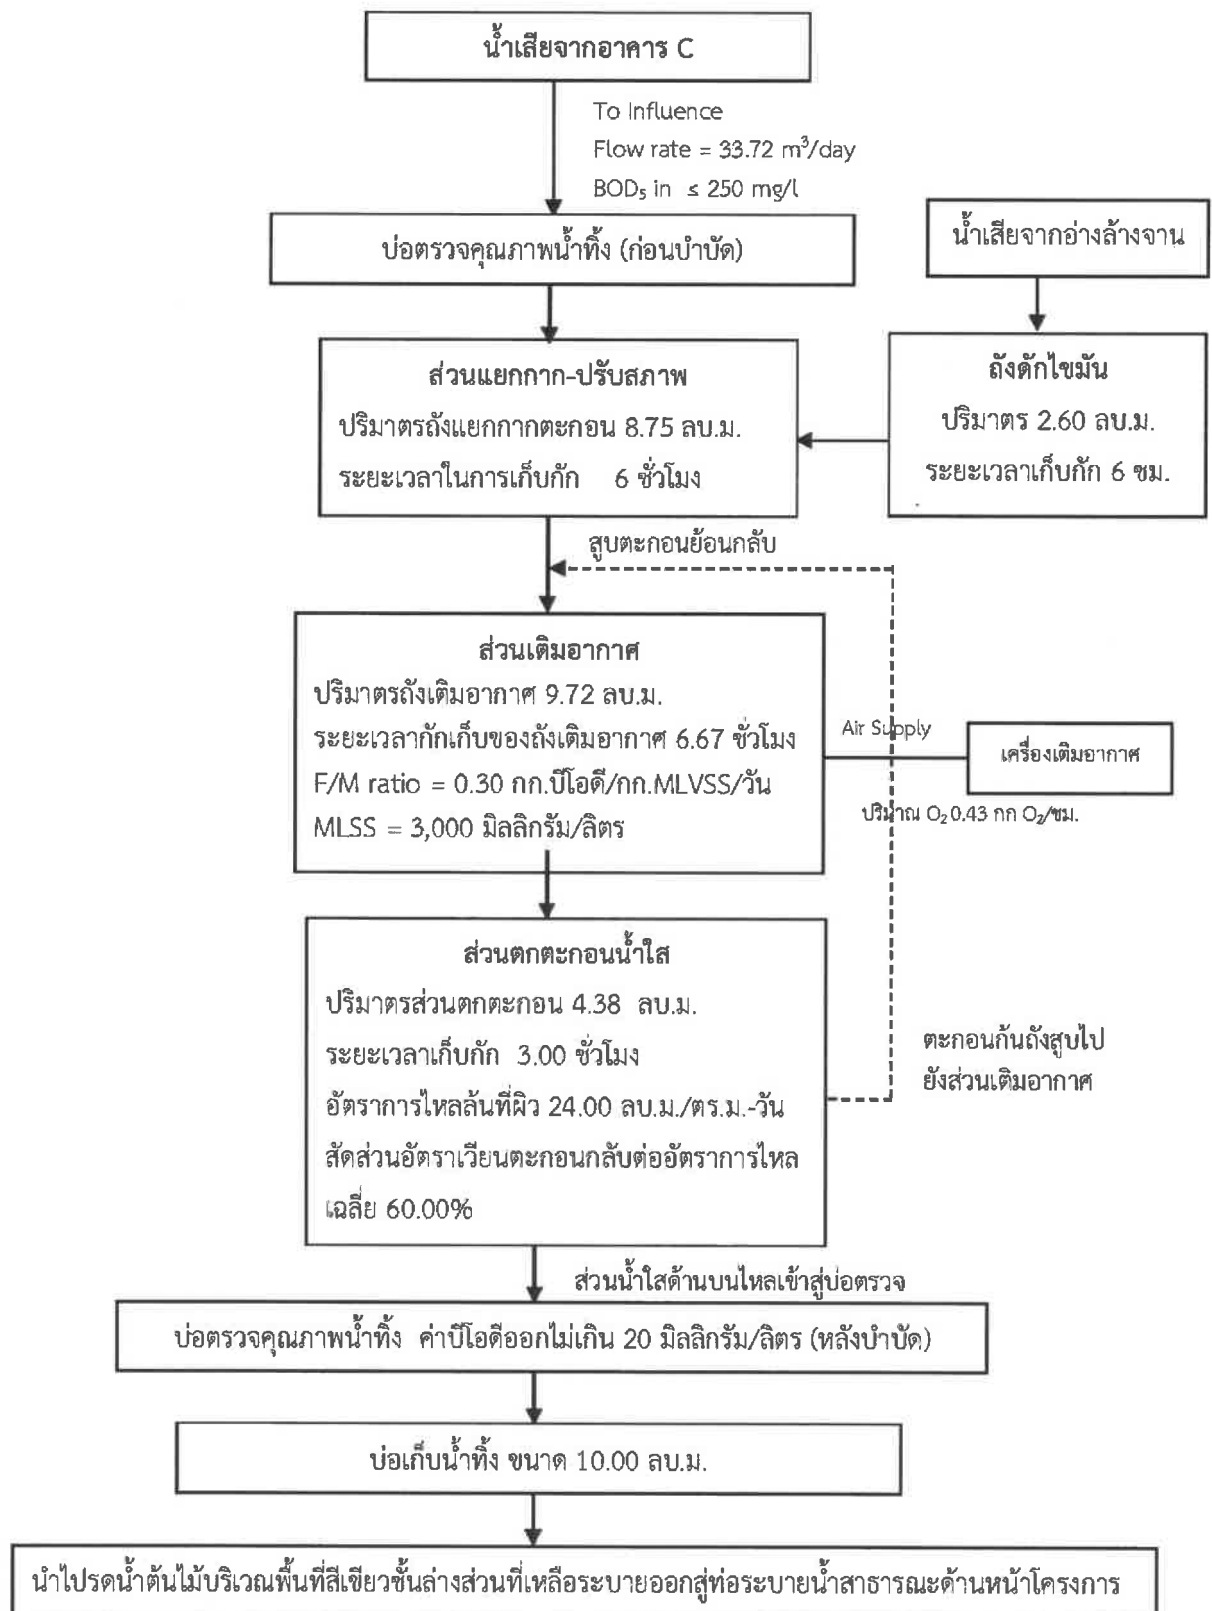 น้ำเสียจากอาคาร C
To Influence
Flow rate = 33.72 m³/day
BOD₅ in ≤ 250 mg/l
บ่อตรวจคุณภาพน้ำทิ้ง (ก่อนบำบัด)
น้ำเสียจากอ่างล้างจาน
ส่วนแยกกาก-ปรับสภาพ
ปริมาตรถังแยกกากตะกอน 8.75 ลบ.ม.
ระยะเวลาในการเก็บกัก 6 ชั่วโมง
ถังดักไขมัน
ปริมาตร 2.60 ลบ.ม.
ระยะเวลาเก็บกัก 6 ชม.
สูบตะกอนย้อนกลับ
ส่วนเติมอากาศ
ปริมาตรถังเติมอากาศ 9.72 ลบ.ม.
ระยะเวลากักเก็บของถังเติมอากาศ 6.67 ชั่วโมง
F/M ratio = 0.30 กก.บีโอดี/กก.MLVSS/วัน
MLSS = 3,000 มิลลิกรัม/ลิตร
Air Supply
เครื่องเติมอากาศ
ปริมาณ O₂ 0.43 กก O₂/ชม.
ส่วนตกตะกอนน้ำใส
ปริมาตรส่วนตกตะกอน 4.38 ลบ.ม.
ระยะเวลาเก็บกัก 3.00 ชั่วโมง
อัตราการไหลล้นที่ผิว 24.00 ลบ.ม./ตร.ม.-วัน
สัดส่วนอัตราเวียนตะกอนกลับต่ออัตราการไหล
เฉลี่ย 60.00%
ตะกอนก้นถังสูบไป
ยังส่วนเติมอากาศ
ส่วนน้ำใสด้านบนไหลเข้าสู่บ่อตรวจ
บ่อตรวจคุณภาพน้ำทิ้ง ค่าบีโอดีออกไม่เกิน 20 มิลลิกรัม/ลิตร (หลังบำบัด)
บ่อเก็บน้ำทิ้ง ขนาด 10.00 ลบ.ม.
นำไปรดน้ำต้นไม้บริเวณพื้นที่สีเขียวชั้นล่างส่วนที่เหลือระบายออกสู่ท่อระบายน้ำสาธารณะด้านหน้าโครงการ